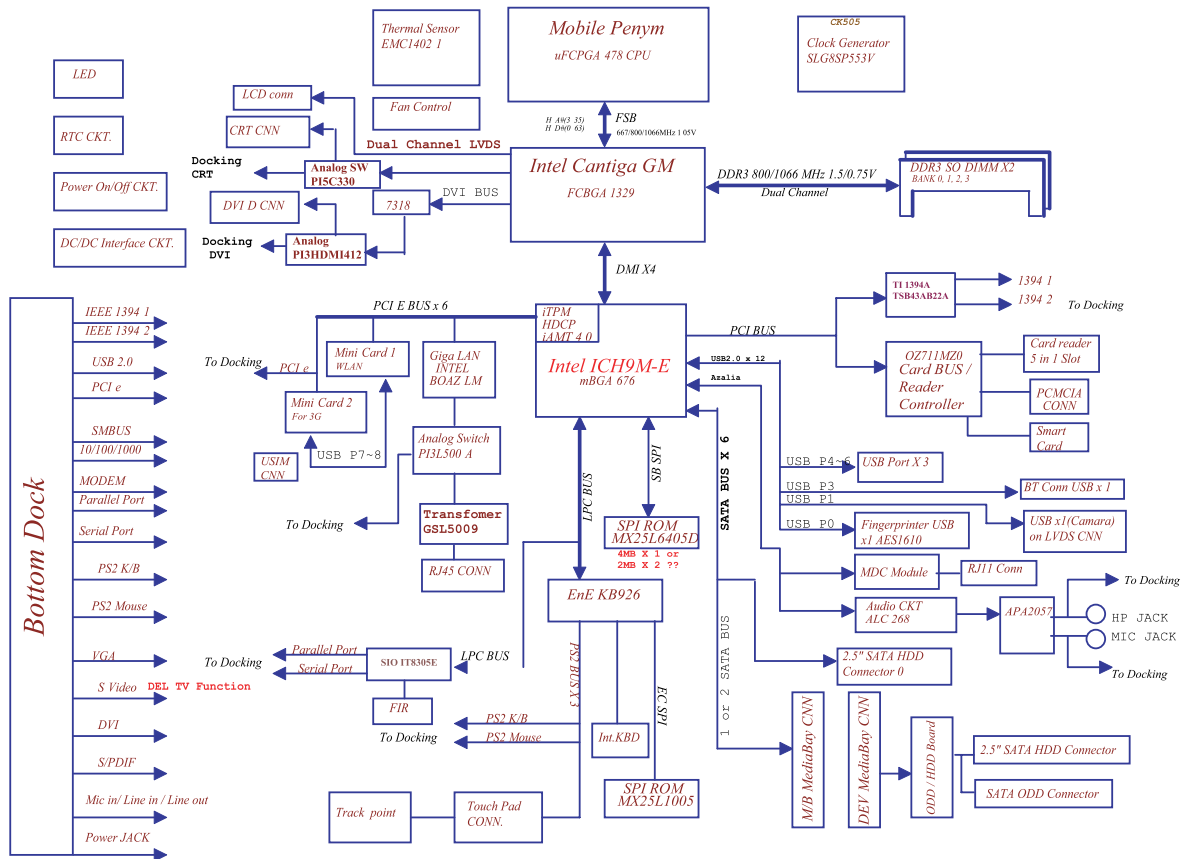 Thermal Sensor
EMC1402 1
Mobile Penym
uFCPGA 478 CPU
CK505
Clock Generator
SLG8SP553V
LED
LCD conn
Fan Control
H A#(3 35)
H D#(0 63)
FSB
667/800/1066MHz 1 05V
RTC CKT.
CRT CNN
Dual Channel LVDS
Docking
CRT
Analog SW
PI5C330
Intel Cantiga GM
FCBGA 1329
DDR3 800/1066 MHz 1.5/0.75V
Dual Channel
DDR3 SO DIMM X2
BANK 0, 1, 2, 3
Power On/Off CKT.
DVI BUS
DVI D CNN
7318
DC/DC Interface CKT.
Docking
DVI
Analog
PI3HDMI412
DMI X4
Bottom Dock
IEEE 1394 1
IEEE 1394 2
USB 2.0
PCI e
SMBUS
10/100/1000
MODEM
Parallel Port
Serial Port
PS2 K/B
PS2 Mouse
VGA
S Video
DEL TV Function
DVI
S/PDIF
Mic in/ Line in / Line out
Power JACK
PCI E BUS x 6
iTPM
HDCP
iAMT 4.0
Intel ICH9M-E
mBGA 676
To Docking
PCI e
Mini Card 1
WLAN
Giga LAN
INTEL
BOAZ LM
Mini Card 2
For 3G
USB P7~8
USIM
CNN
Analog Switch
PI3L500 A
To Docking
Transfomer
GSL5009
RJ45 CONN
PCI BUS
USB2.0 x 12
Azalia
TI 1394A
TSB43AB22A
1394 1
1394 2
To Docking
OZ711MZ0
Card BUS /
Reader
Controller
Card reader
5 in 1 Slot
PCMCIA
CONN
Smart
Card
LPC BUS
SB SPI
SATA BUS X 6
USB P4~6
USB Port X 3
USB P3
BT Conn USB x 1
USB P1
USB x1(Camara)
on LVDS CNN
USB P0
Fingerprinter USB
x1 AES1610
SPI ROM
MX25L6405D
4MB X 1 or
2MB X 2 ??
MDC Module
RJ11 Conn
EnE KB926
Audio CKT
ALC 268
APA2057
To Docking
HP JACK
MIC JACK
To Docking
To Docking
Parallel Port
Serial Port
SIO IT8305E
LPC BUS
FIR
PS2 BUS X 3
EC SPI
1 or 2 SATA BUS
2.5" SATA HDD
Connector 0
PS2 K/B
To Docking
PS2 Mouse
Int.KBD
M/B MediaBay CNN
DEV MediaBay CNN
ODD / HDD Board
2.5" SATA HDD Connector
SATA ODD Connector
Track point
Touch Pad
CONN.
SPI ROM
MX25L1005